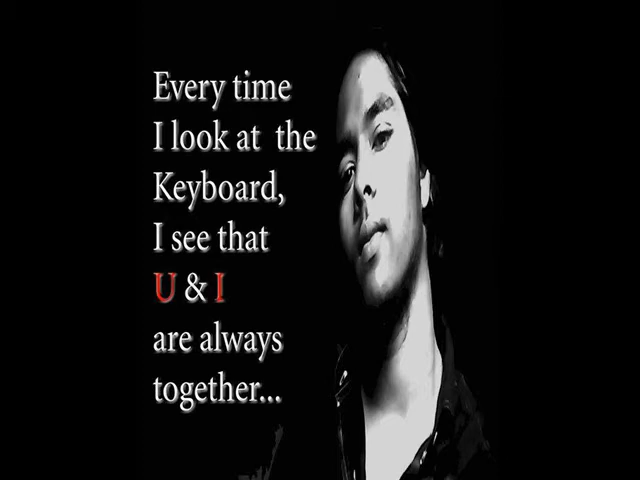 Every time
I look at the
Keyboard,
I see that
U & I
are always
together...